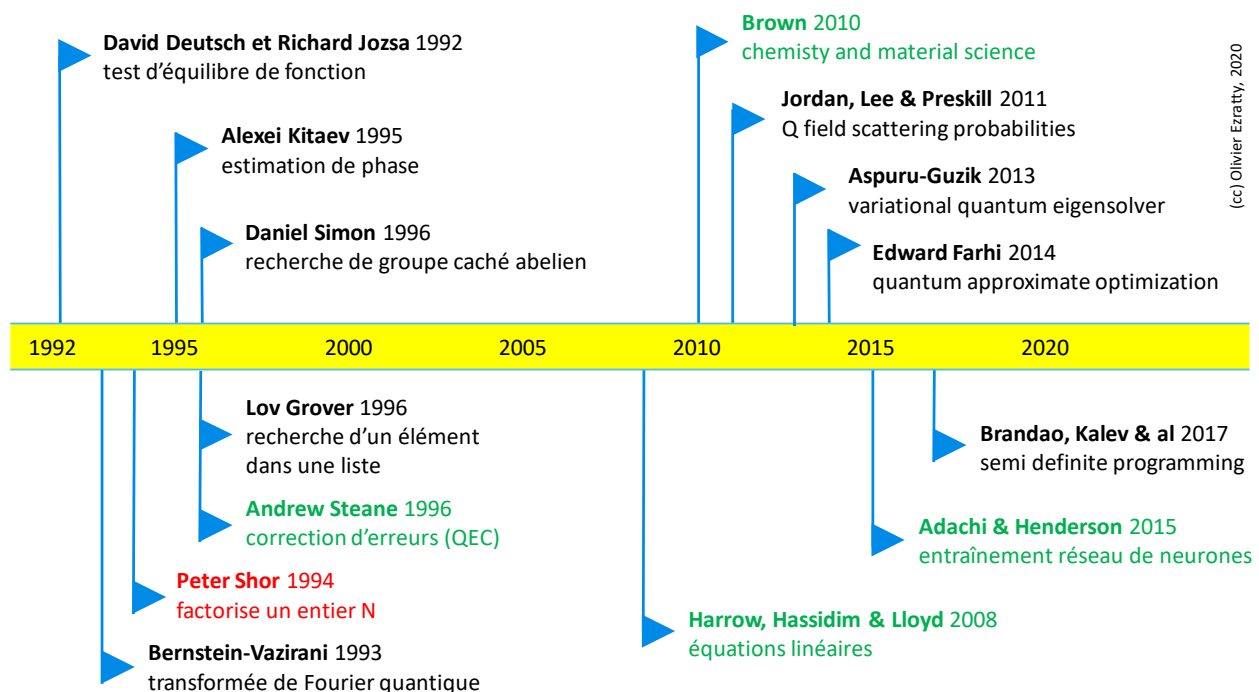 David Deutsch et Richard Jozsa 1992
test d'équilibre de fonction
Alexei Kitaev 1995
estimation de phase
Daniel Simon 1996
recherche de groupe caché abelien
Brown 2010
chemisty and material science
Jordan, Lee & Preskill 2011
Q field scattering probabilities
Aspuru-Guzik 2013
variational quantum eigensolver
Edward Farhi 2014
quantum approximate optimization
(cc) Olivier Ezratty, 2020
1992 1995 2000 2005 2010 2015 2020
Lov Grover 1996
recherche d'un élément
dans une liste
Andrew Steane 1996
correction d'erreurs (QEC)
Peter Shor 1994
factorise un entier N
Bernstein-Vazirani 1993
transformée de Fourier quantique
Harrow, Hassidim & Lloyd 2008
équations linéaires
Brandao, Kalev & al 2017
semi definite programming
Adachi & Henderson 2015
entraînement réseau de neurones